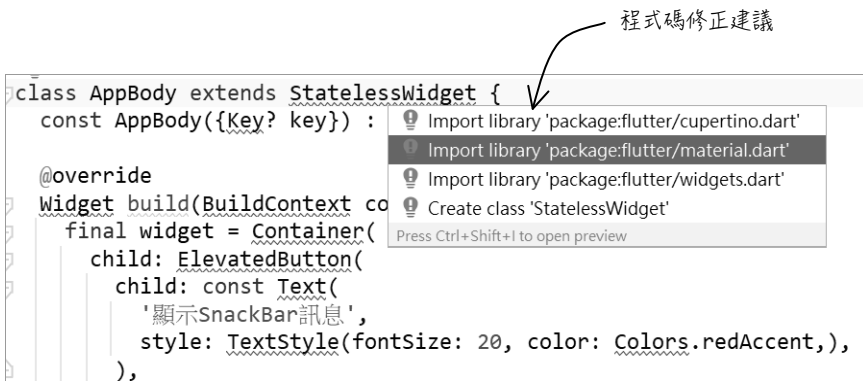 程式碼修正建議
class AppBody extends StatelessWidget {
const AppBody({Key? key}) :
Import library 'package:flutter/cupertino.dart'
Import library 'package:flutter/material.dart'
Import library 'package:flutter/widgets.dart'
Create class 'StatelessWidget'
Press Ctrl+Shift+I to open preview
@override
Widget build(BuildContext co
final widget = Container(
child: ElevatedButton(
child: const Text(
'顯示SnackBar訊息',
style: TextStyle(fontSize: 20, color: Colors.redAccent,),
),